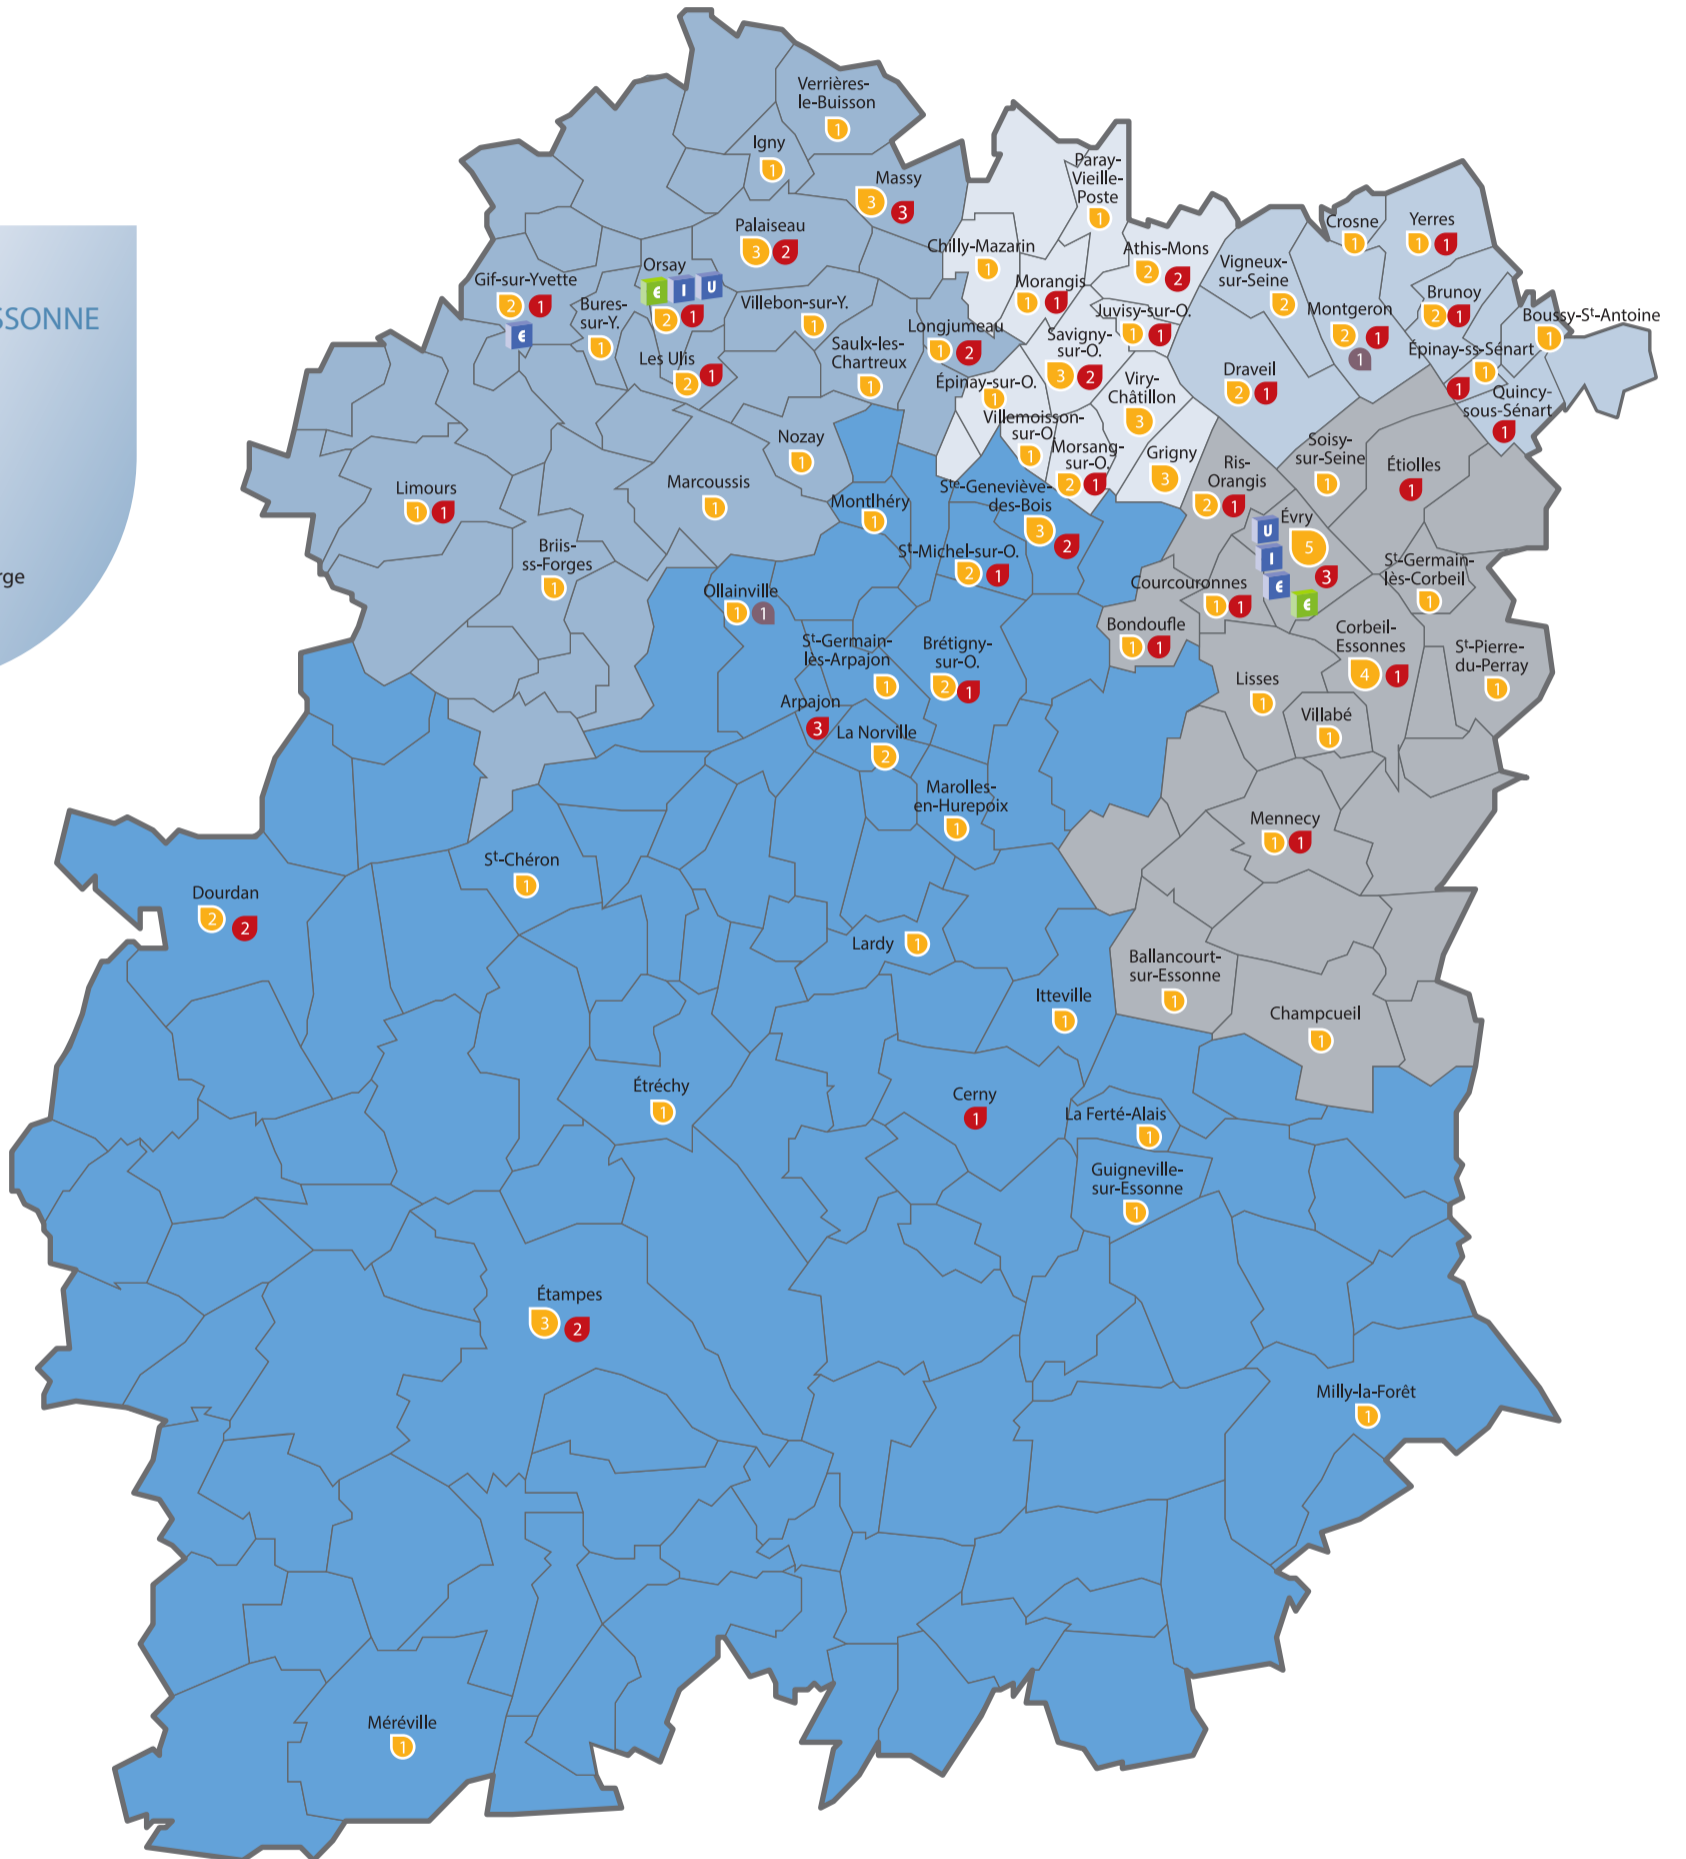 SSONNE
rge
Verrières-
le-Buisson
1
Igny
1
Massy
3 3
Palaiseau
3 2
Paray-
Vieille-
Poste
1
Chilly-Mazarin
1
Athis-Mons
2 2
Morangis
1 1
Juvisy-sur-O.
1 1
Vigneux-
sur-Seine
2
Crosne
1
Yerres
1 1
Montgeron
2 1
1
Brunoy
2 1
Boussy-St-Antoine
1
Épinay-ss-Sénart
1
1
Quincy-
sous-Sénart
1
Draveil
2 1
Gif-sur-Yvette
2 1
E
Orsay
E I U
2 1
Bures-
sur-Y.
1
Les Ulis
2 1
Villebon-sur-Y.
1
Saulx-les-
Chartreux
1
Longjumeau
1 2
Savigny-
sur-O.
3 2
Épinay-sur-O.
1
Viry-
Châtillon
3
Villemoisson-
sur-O
1
Morsang-
sur-O.
2 1
Grigny
3
Nozay
1
Marcoussis
1
Limours
1 1
Briis-
ss-Forges
1
Montlhéry
1
Ste-Geneviève-
des-Bois
3 2
St-Michel-sur-O.
2 1
Ris-
Orangis
2 1
Soisy-
sur-Seine
1
Étiolles
1
Évry
U
I
E
E
5
3
St-Germain-
lès-Corbeil
1
Courcouronnes
1 1
Bondoufle
1 1
Corbeil-
Essonnes
4 1
St-Pierre-
du-Perray
1
Lisses
1
Villabé
1
Ollainville
1 1
St-Germain-
lès-Arpajon
1
Brétigny-
sur-O.
2 1
Arpajon
3
La Norville
2
Marolles-
en-Hurepoix
1
Mennecy
1 1
St-Chéron
1
Dourdan
2 2
Lardy 1
Ballancourt-
sur-Essonne
1
Itteville
1
Champcueil
1
Étréchy
1
Cerny
1
La Ferté-Alais
1
Guigneville-
sur-Essonne
1
Étampes
3 2
Milly-la-Forêt
1
Méréville
1